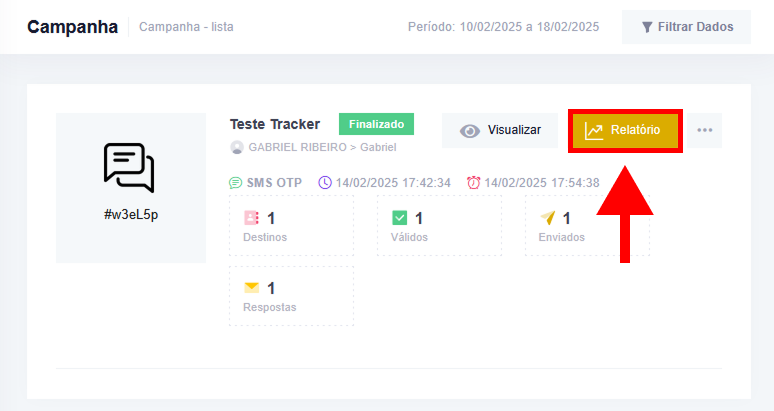 Campanha
Campanha - lista
Período: 10/02/2025 a 18/02/2025
Filtrar Dados
#w3eL5p
Teste Tracker
Finalizado
Visualizar
Relatório
GABRIEL RIBEIRO > Gabriel
SMS OTP
14/02/2025 17:42:34
14/02/2025 17:54:38
1
Destinos
1
Válidos
1
Enviados
1
Respostas